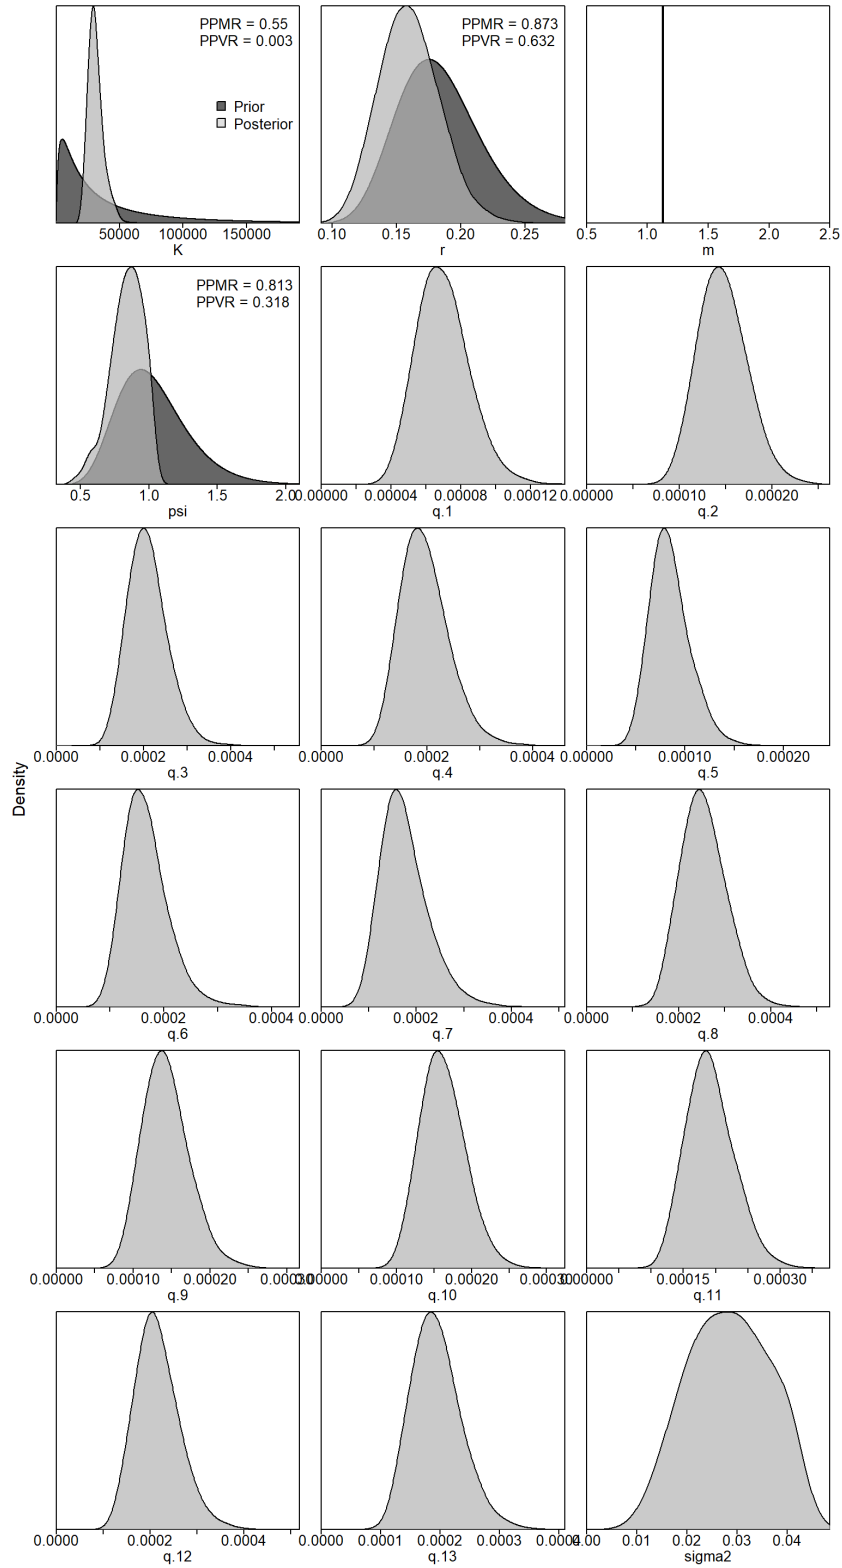 PPMR = 0.55
PPVR = 0.003
Prior
Posterior
50000 100000 150000
K
PPMR = 0.873
PPVR = 0.632
0.10 0.15 0.20 0.25
r
0.5 1.0 1.5 2.0 2.5
m
PPMR = 0.813
PPVR = 0.318
0.5 1.0 1.5 2.0
psi
0.00000 0.00004 0.00008 0.00012
q.1
0.00000 0.00010 0.00020
q.2
0.0000 0.0002 0.0004
q.3
0.0000 0.0002 0.0004
q.4
0.00000 0.00010 0.00020
q.5
Density
0.0000 0.0002 0.0004
q.6
0.0000 0.0002 0.0004
q.7
0.0000 0.0002 0.0004
q.8
0.00000 0.00010 0.00020 0.00030
q.9
0.00000 0.00010 0.00020 0.00030
q.10
0.00000 0.00015 0.00030
q.11
0.0000 0.0002 0.0004
q.12
0.0000 0.0001 0.0002 0.0003 0.0004
q.13
0.00 0.01 0.02 0.03 0.04
sigma2